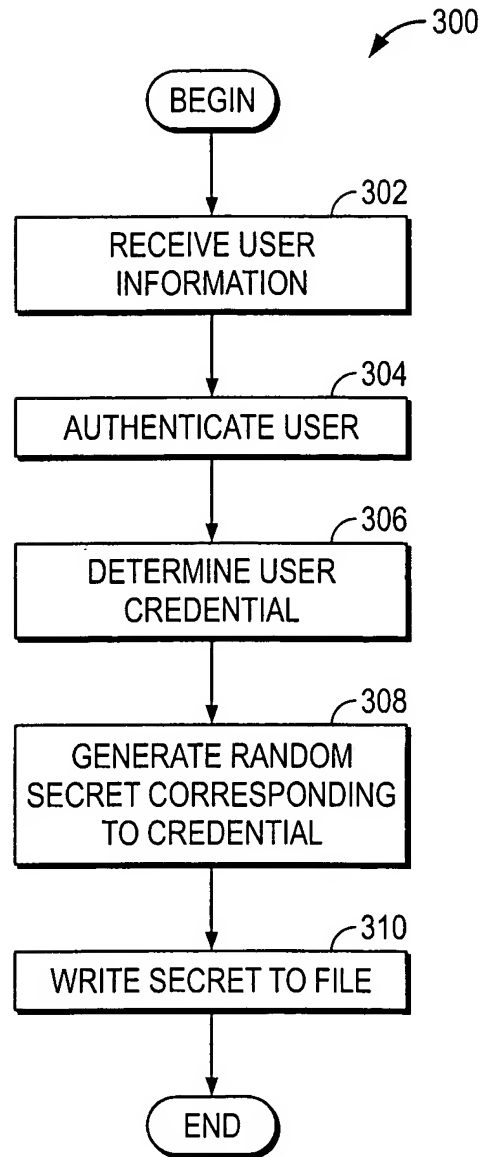 300
BEGIN
302
RECEIVE USER
INFORMATION
304
AUTHENTICATE USER
306
DETERMINE USER
CREDENTIAL
308
GENERATE RANDOM
SECRET CORRESPONDING
TO CREDENTIAL
310
WRITE SECRET TO FILE
END